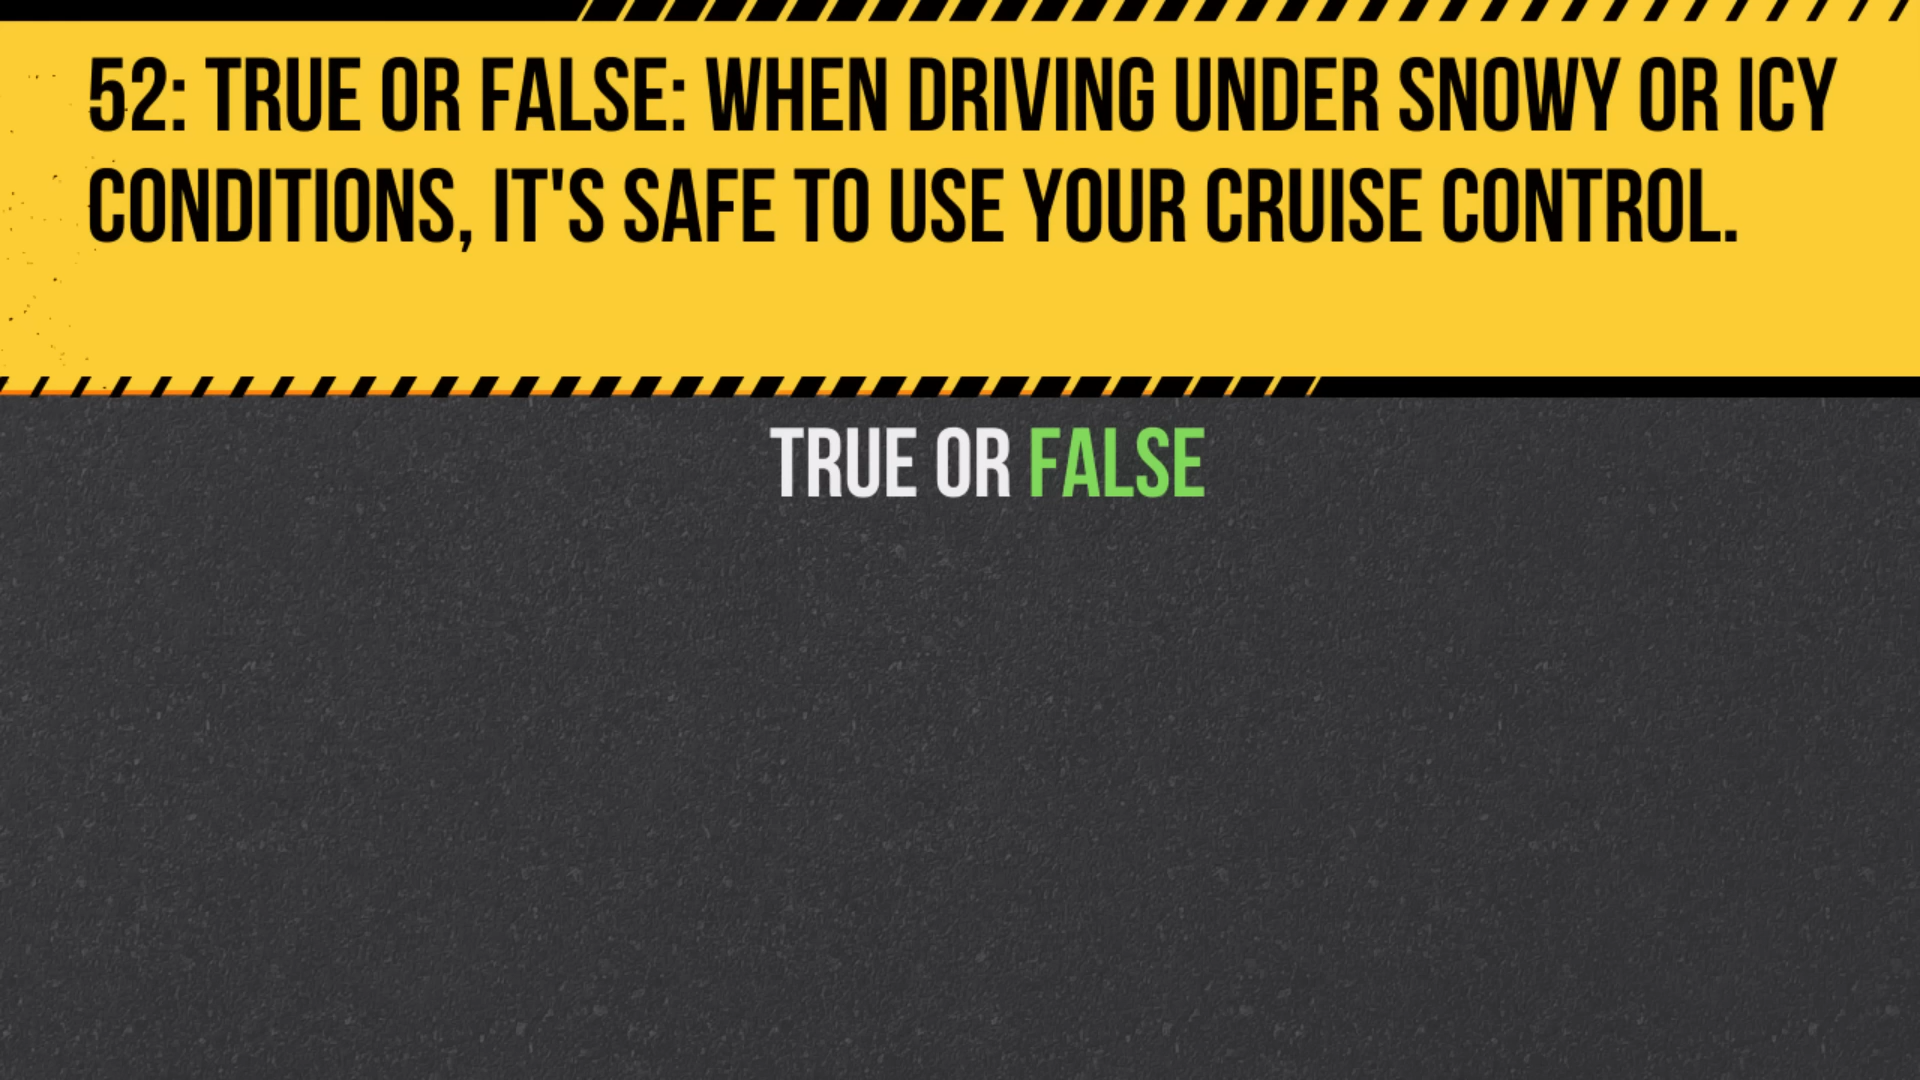 52: TRUE OR FALSE: WHEN DRIVING UNDER SNOWY OR ICY
CONDITIONS, IT'S SAFE TO USE YOUR CRUISE CONTROL.
TRUE OR FALSE